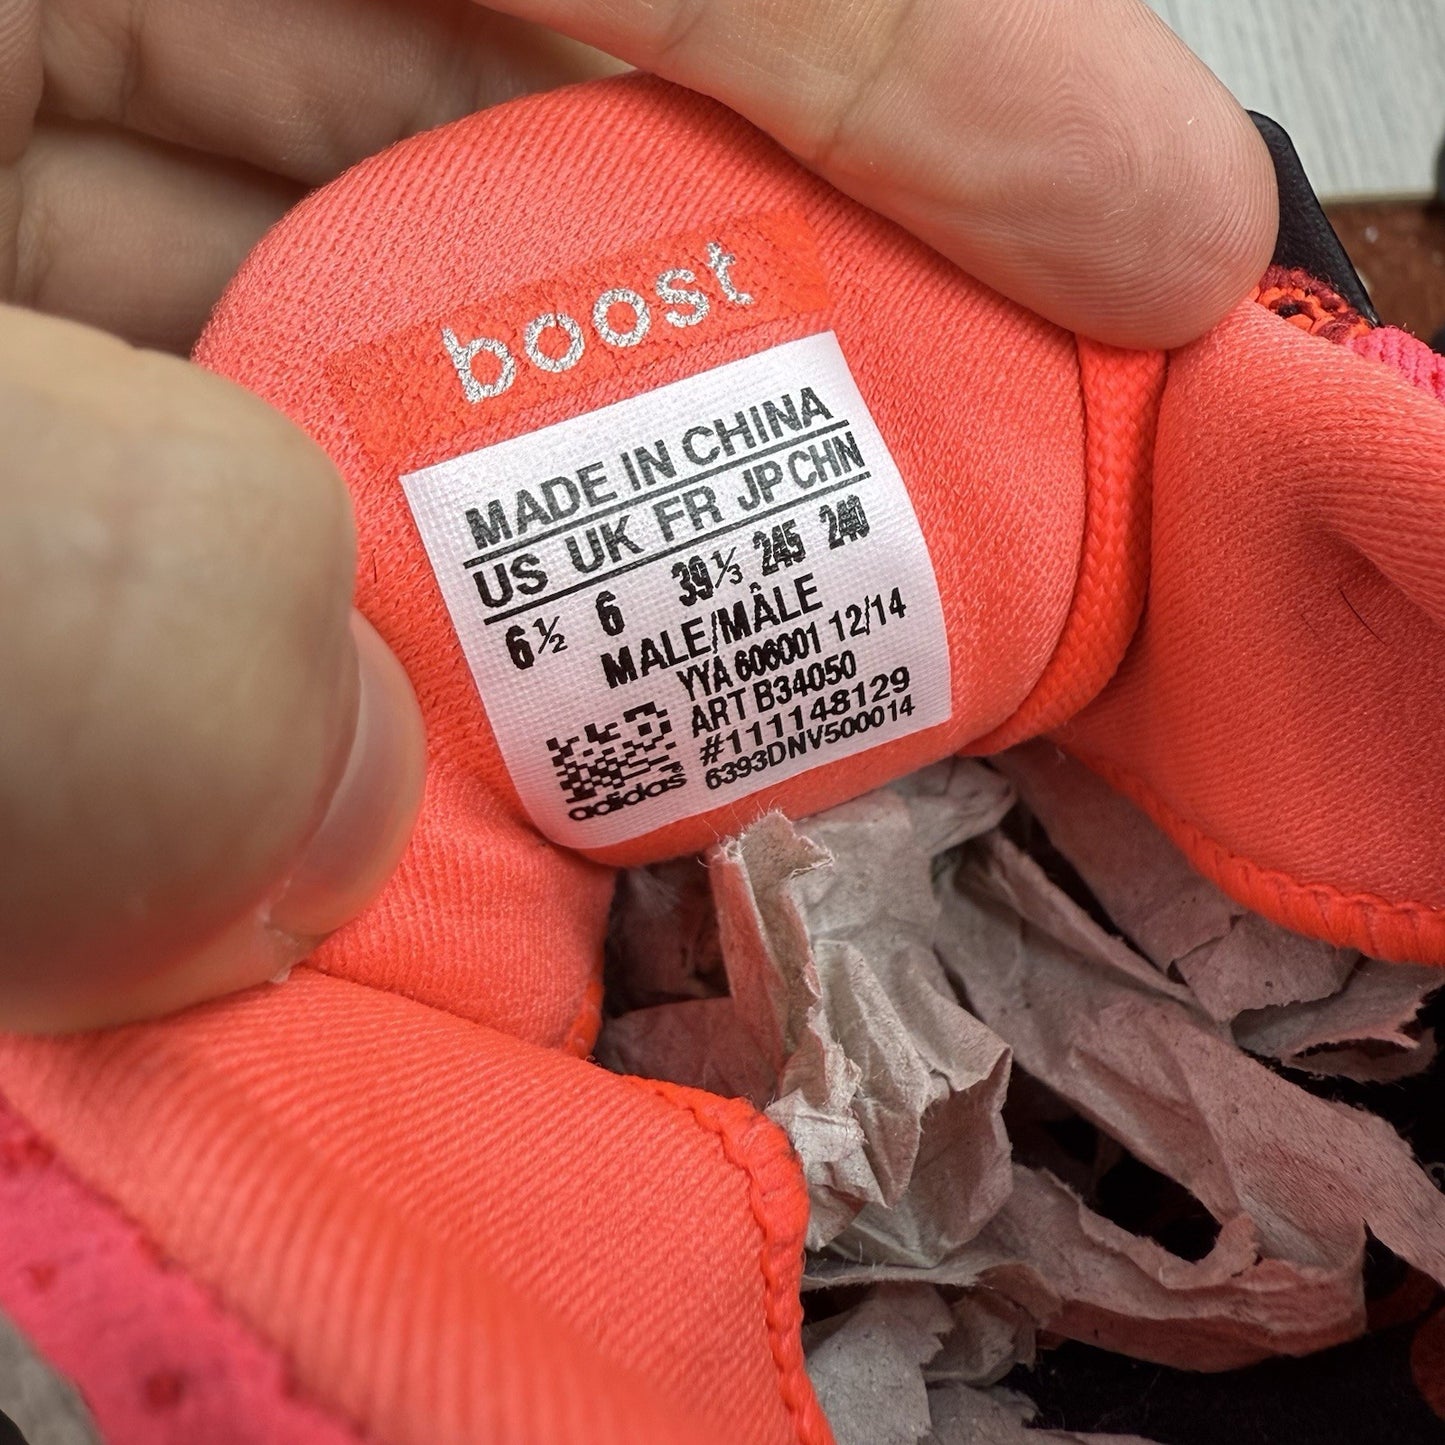 boost
MADE IN CHINA
US UK FR JP CHN
6½ 6 39⅓ 245 240
MALE/MÂLE
YYA 606001 12/14
ART B34050
#111148129
6393DNV500014
adidas